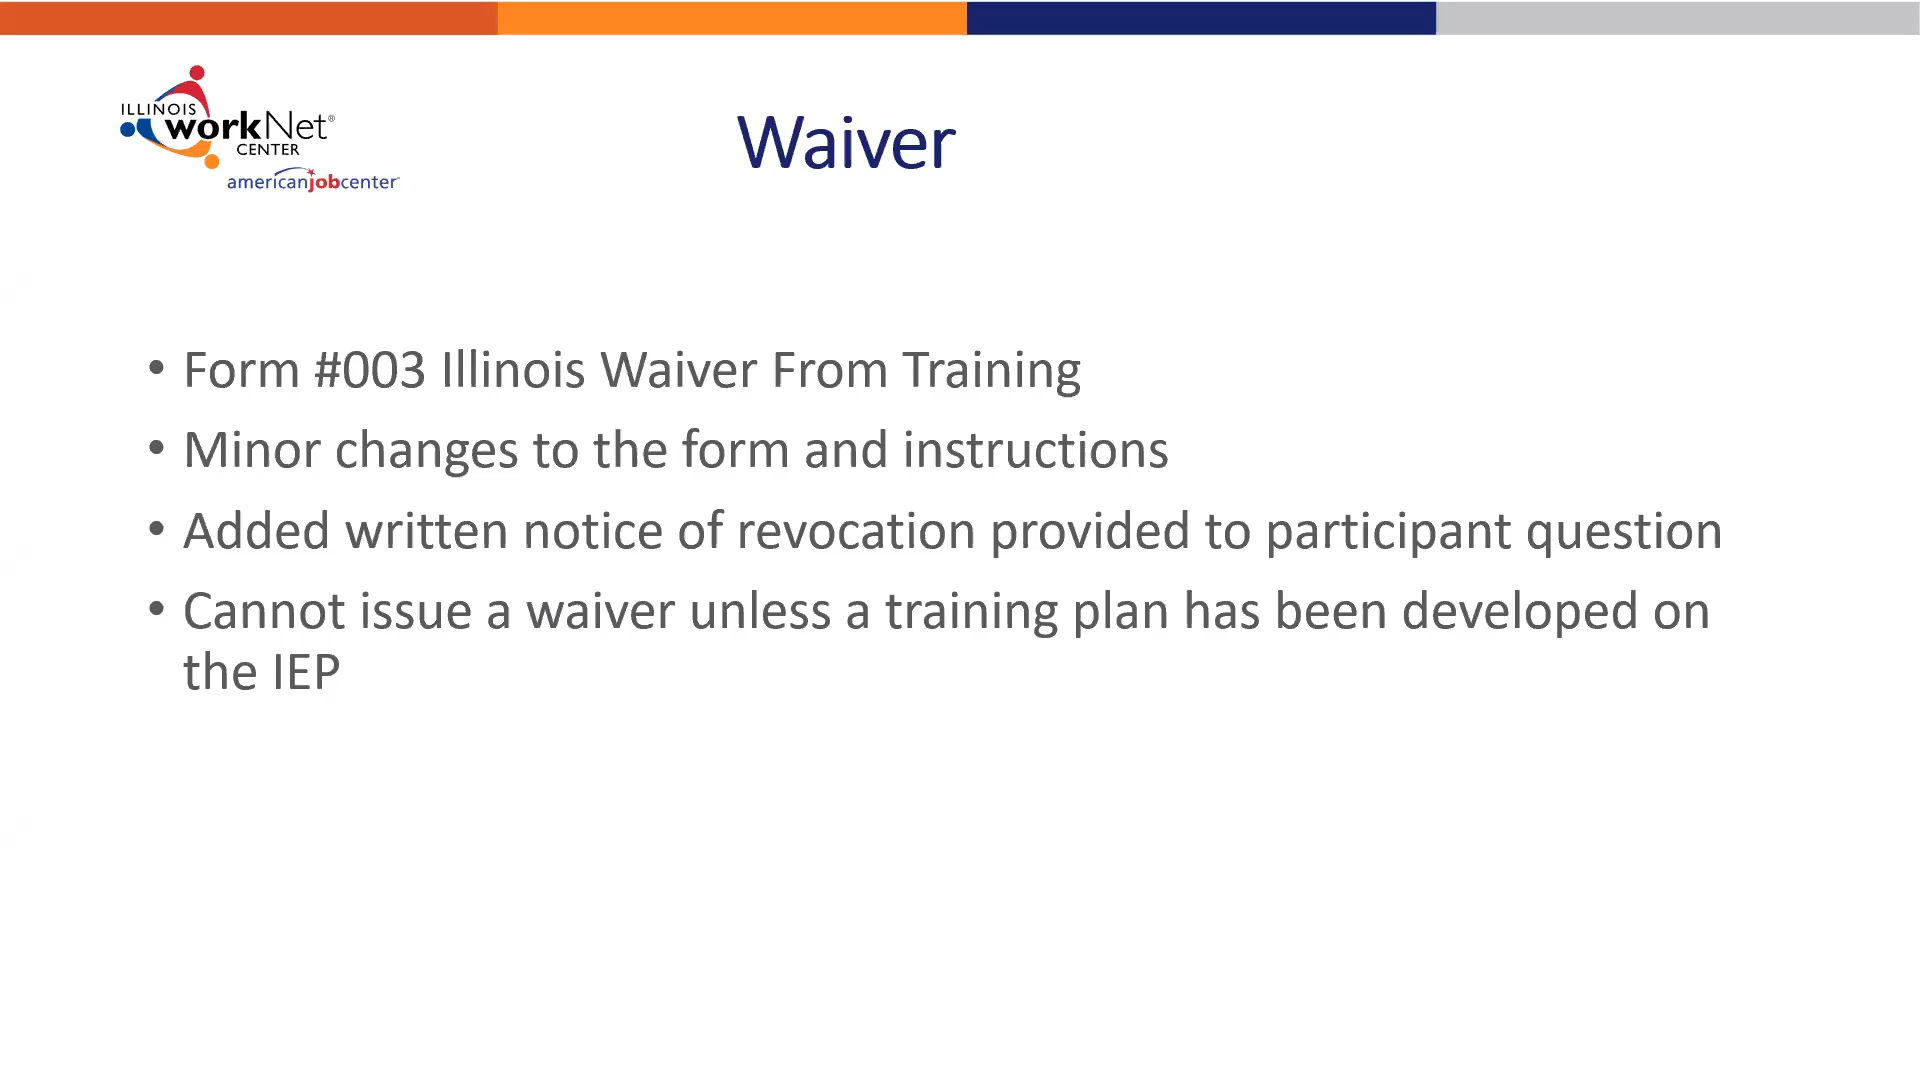 ILLINOIS
workNet®
CENTER
americanjobcenter
Waiver
• Form #003 Illinois Waiver From Training
• Minor changes to the form and instructions
• Added written notice of revocation provided to participant question
• Cannot issue a waiver unless a training plan has been developed on
the IEP